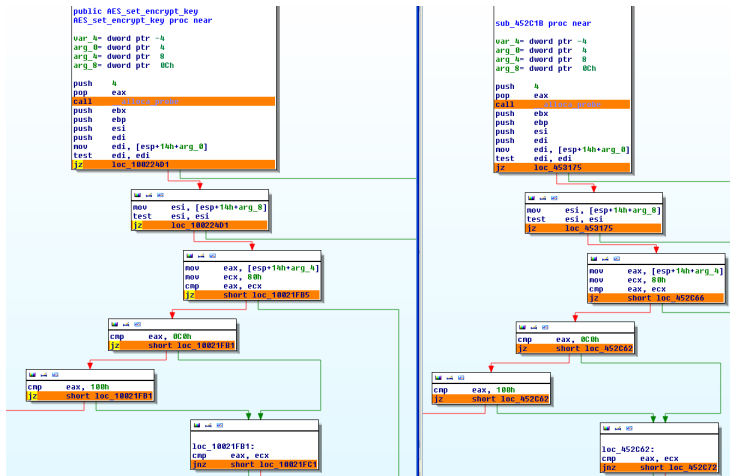 public AES_set_encrypt_key
AES_set_encrypt_key proc near
var_4= dword ptr -4
arg_0= dword ptr 4
arg_4= dword ptr 8
arg_8= dword ptr 0Ch
push 4
pop eax
call
push ebx
push ebp
push esi
push edi
mov edi, [esp+14h+arg_0]
test edi, edi
jz loc_100224D1
mov esi, [esp+14h+arg_8]
test esi, esi
jz loc_100224D1
mov eax, [esp+14h+arg_4]
mov ecx, 80h
cmp eax, ecx
jz short loc_10021FB5
cmp eax, 0C0h
jz short loc_10021FB1
cmp eax, 100h
jz short loc_10021FB1
loc_10021FB1:
cmp eax, ecx
jnz short loc_10021FC1
sub_452C1B proc near
var_4= dword ptr -4
arg_0= dword ptr 4
arg_4= dword ptr 8
arg_8= dword ptr 0Ch
push 4
pop eax
call
push ebx
push ebp
push esi
push edi
mov edi, [esp+14h+arg_0]
test edi, edi
jz loc_453175
mov esi, [esp+14h+arg_8]
test esi, esi
jz loc_453175
mov eax, [esp+14h+arg_4]
mov ecx, 80h
cmp eax, ecx
jz short loc_452C66
cmp eax, 0C0h
jz short loc_452C62
cmp eax, 100h
jz short loc_452C62
loc_452C62:
cmp eax, ecx
jnz short loc_452C72